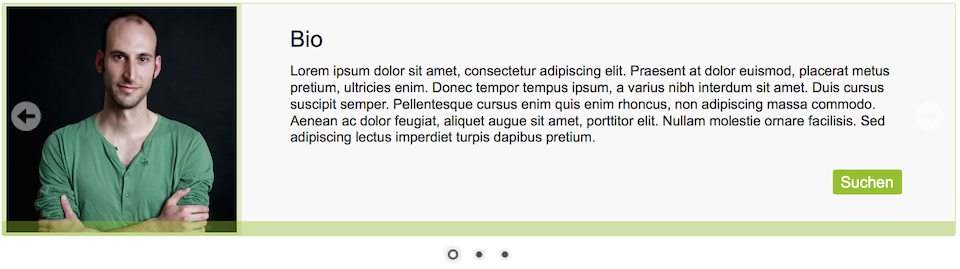 Bio
Lorem ipsum dolor sit amet, consectetur adipiscing elit. Praesent at dolor euismod, placerat metus
pretium, ultricies enim. Donec tempor tempus ipsum, a varius nibh interdum sit amet. Duis cursus
suscipit semper. Pellentesque cursus enim quis enim rhoncus, non adipiscing massa commodo.
Aenean ac dolor feugiat, aliquet augue sit amet, porttitor elit. Nullam molestie ornare facilisis. Sed
adipiscing lectus imperdiet turpis dapibus pretium.
Suchen